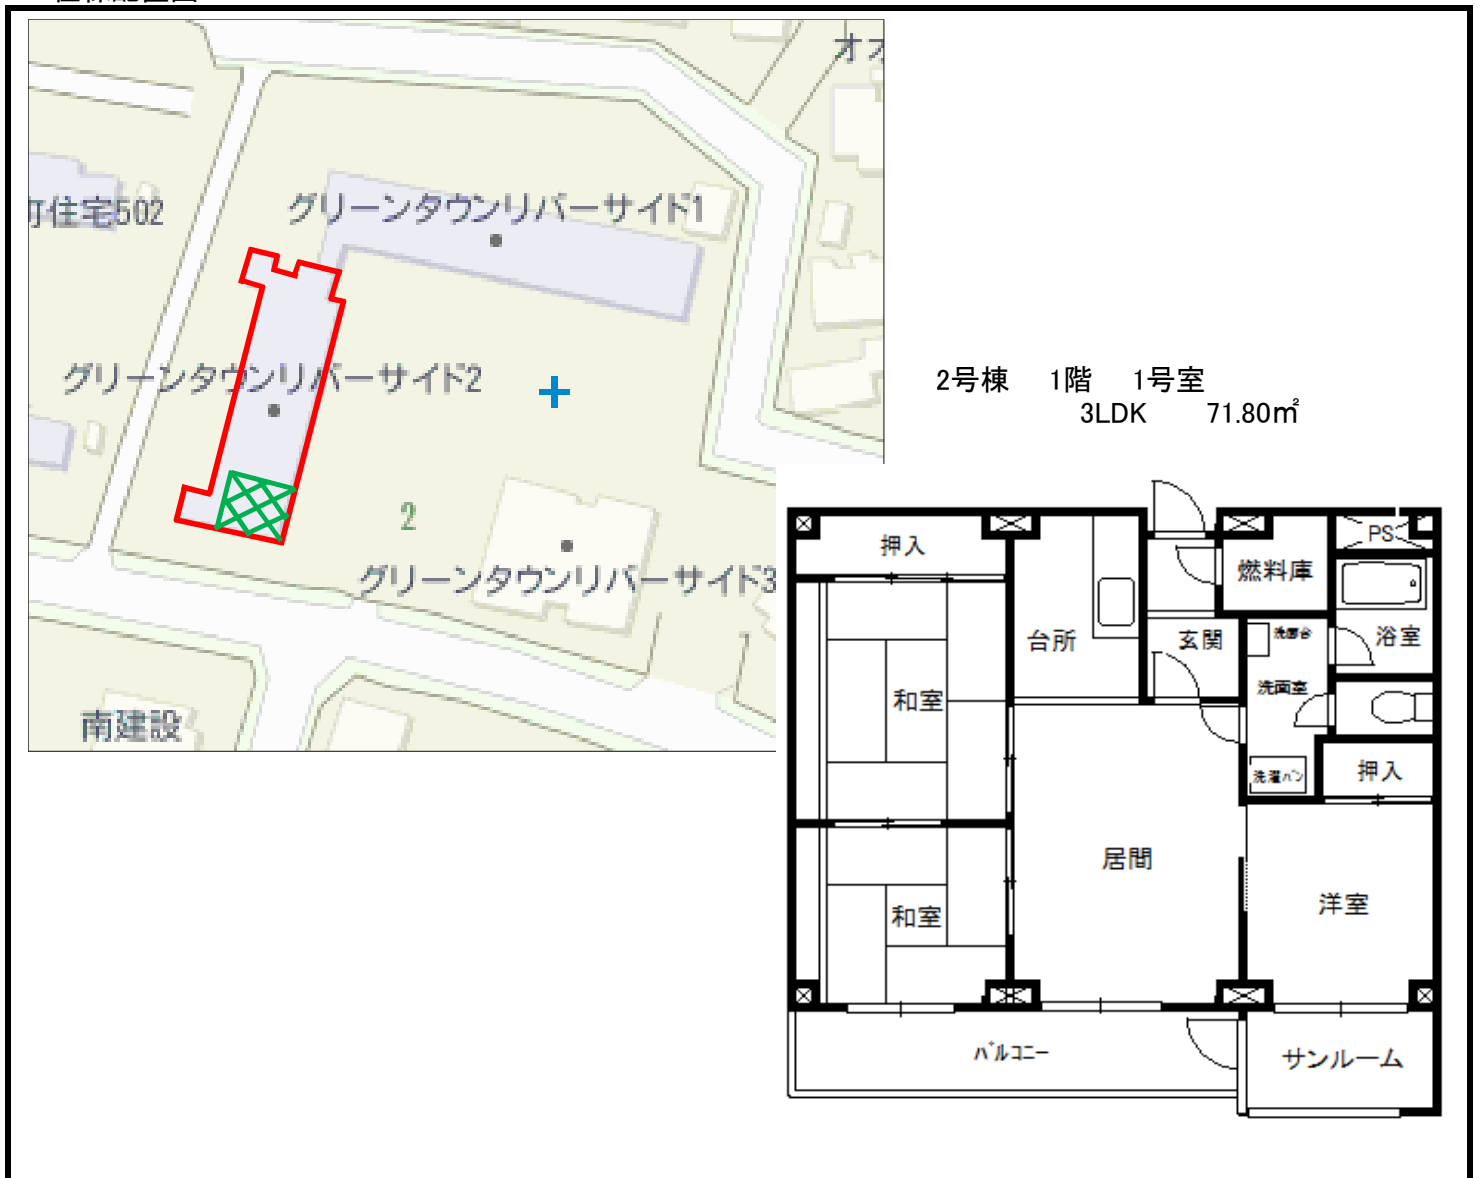 オオ
町住宅502
グリーンタウンリバーサイド1
グリーンタウンリバーサイド2
2
グリーンタウンリバーサイド3
南建設
2号棟 1階 1号室
3LDK 71.80㎡
押入
台所
燃料庫
PS
玄関
洗面台
浴室
洗面室
和室
洗濯パン
押入
居間
和室
洋室
バルコニー
サンルーム